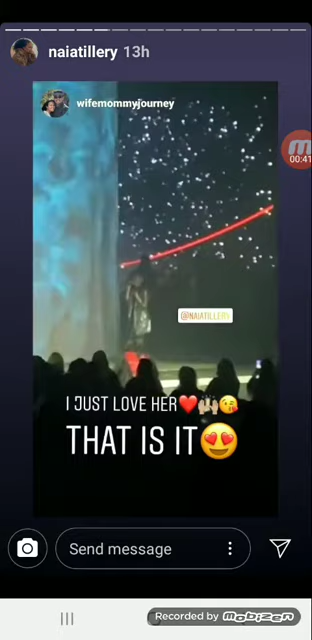 naiatillery 13h
wifemommyjourney
00:41
@NAIATILLERY
I JUST LOVE HER❤️🙌🏼😘
THAT IS IT😍
Send message
Recorded by MOBIZEN